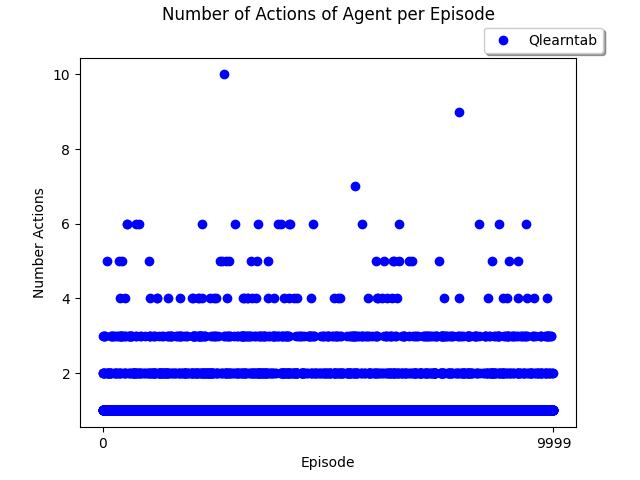 Number of Actions of Agent per Episode
Qlearntab
10
8
6
4
2
Number Actions
0
9999
Episode